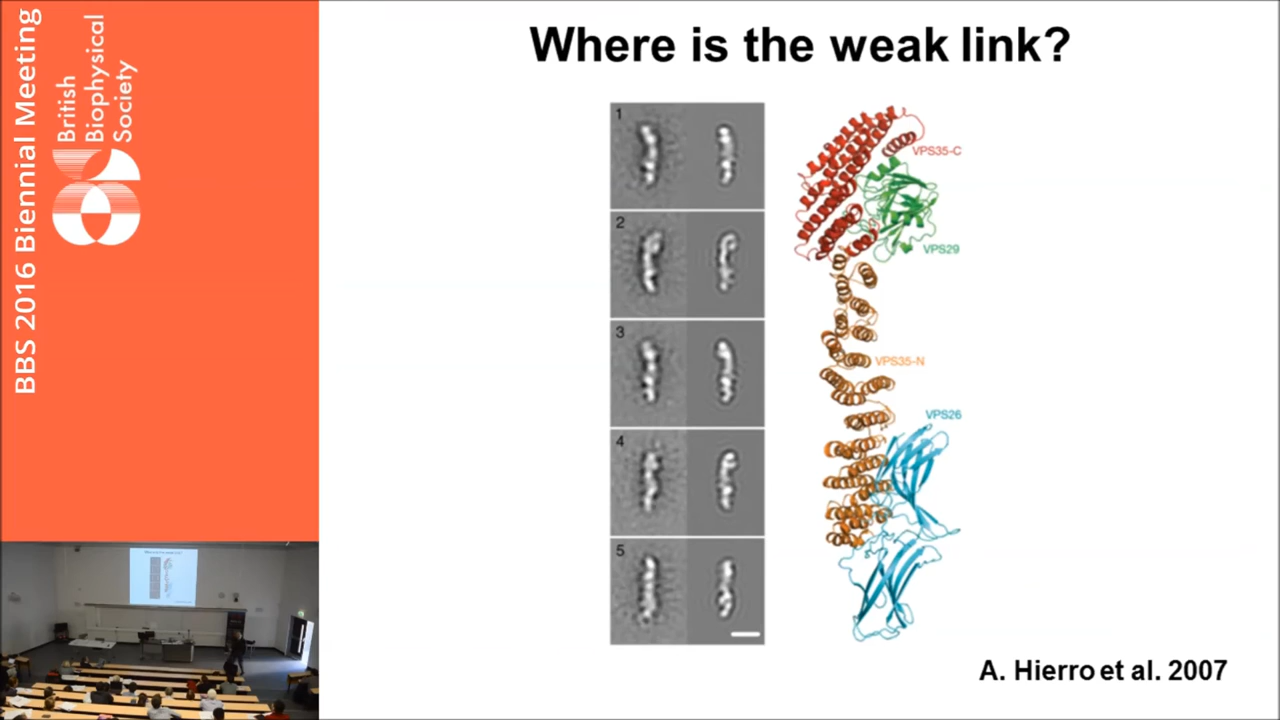 BBS 2016 Biennial Meeting
British
Biophysical
Society
Where is the weak link?
1
2
3
4
5
VPS35-C
VPS29
VPS35-N
VPS26
A. Hierro et al. 2007